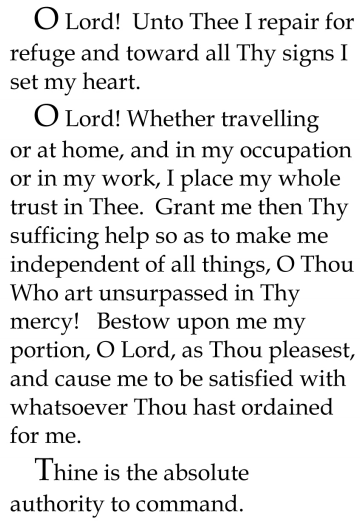 O Lord! Unto Thee I repair for
refuge and toward all Thy signs I
set my heart.
O Lord! Whether travelling
or at home, and in my occupation
or in my work, I place my whole
trust in Thee. Grant me then Thy
sufficing help so as to make me
independent of all things, O Thou
Who art unsurpassed in Thy
mercy! Bestow upon me my
portion, O Lord, as Thou pleasest,
and cause me to be satisfied with
whatsoever Thou hast ordained
for me.
Thine is the absolute
authority to command.